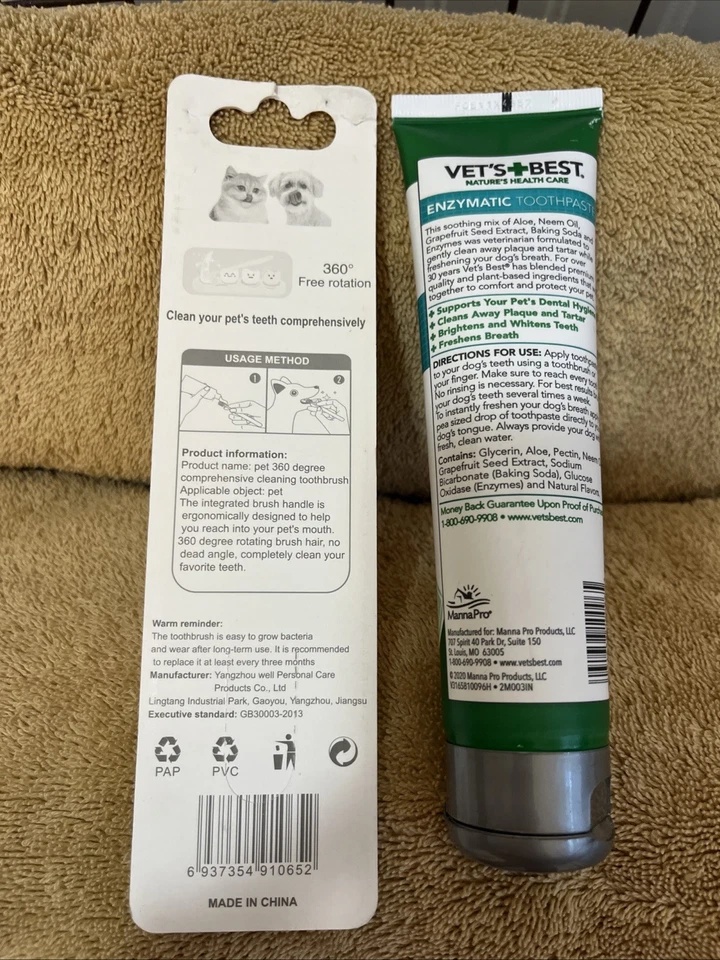 360°
Free rotation
Clean your pet's teeth comprehensively
USAGE METHOD
1 2
Product information:
Product name: pet 360 degree
comprehensive cleaning toothbrush
Applicable object: pet
The integrated brush handle is
ergonomically designed to help
you reach into your pet's mouth.
360 degree rotating brush hair, no
dead angle, completely clean your
favorite teeth.
Warm reminder:
The toothbrush is easy to grow bacteria
and wear after long-term use. It is recommended
to replace it at least every three months
Manufacturer: Yangzhou well Personal Care
Products Co., Ltd
Lingtang Industrial Park, Gaoyou, Yangzhou, Jiangsu
Executive standard: GB30003-2013
PAP PVC
6 937354 910652
MADE IN CHINA
VET'S+BEST
NATURE'S HEALTH CARE
ENZYMATIC TOOTHPAST
This soothing mix of Aloe, Neem Oil,
Grapefruit Seed Extract, Baking Soda and
Enzymes was veterinarian formulated to
gently clean away plaque and tartar while
freshening your dog's breath. For over
30 years Vet's Best® has blended premium
quality and plant-based ingredients that
together to comfort and protect your pet.
+ Supports Your Pet's Dental Hygiene
+ Cleans Away Plaque and Tartar
+ Brightens and Whitens Teeth
+ Freshens Breath
DIRECTIONS FOR USE: Apply toothpaste
to your dog's teeth using a toothbrush or
your finger. Make sure to reach every tooth.
No rinsing is necessary. For best results
your dog's teeth several times a week.
To instantly freshen your dog's breath
pea sized drop of toothpaste directly to
dog's tongue. Always provide your dog
fresh, clean water.
Contains: Glycerin, Aloe, Pectin, Neem
Grapefruit Seed Extract, Sodium
Bicarbonate (Baking Soda), Glucose
Oxidase (Enzymes) and Natural Flavors.
Money Back Guarantee Upon Proof of
1-800-690-9908 • www.vetsbest.com
MannaPro®
Manufactured for: Manna Pro Products, LLC
707 Spirit 40 Park Dr, Suite 150
St. Louis, MO 63005
1-800-690-9908 • www.vetsbest.com
© 2020 Manna Pro Products, LLC
V3165810096H • 2M003IN